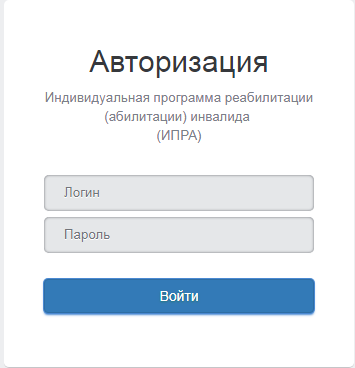 Авторизация
Индивидуальная программа реабилитации
(абилитации) инвалида
(ИПРА)
Логин
Пароль
Войти